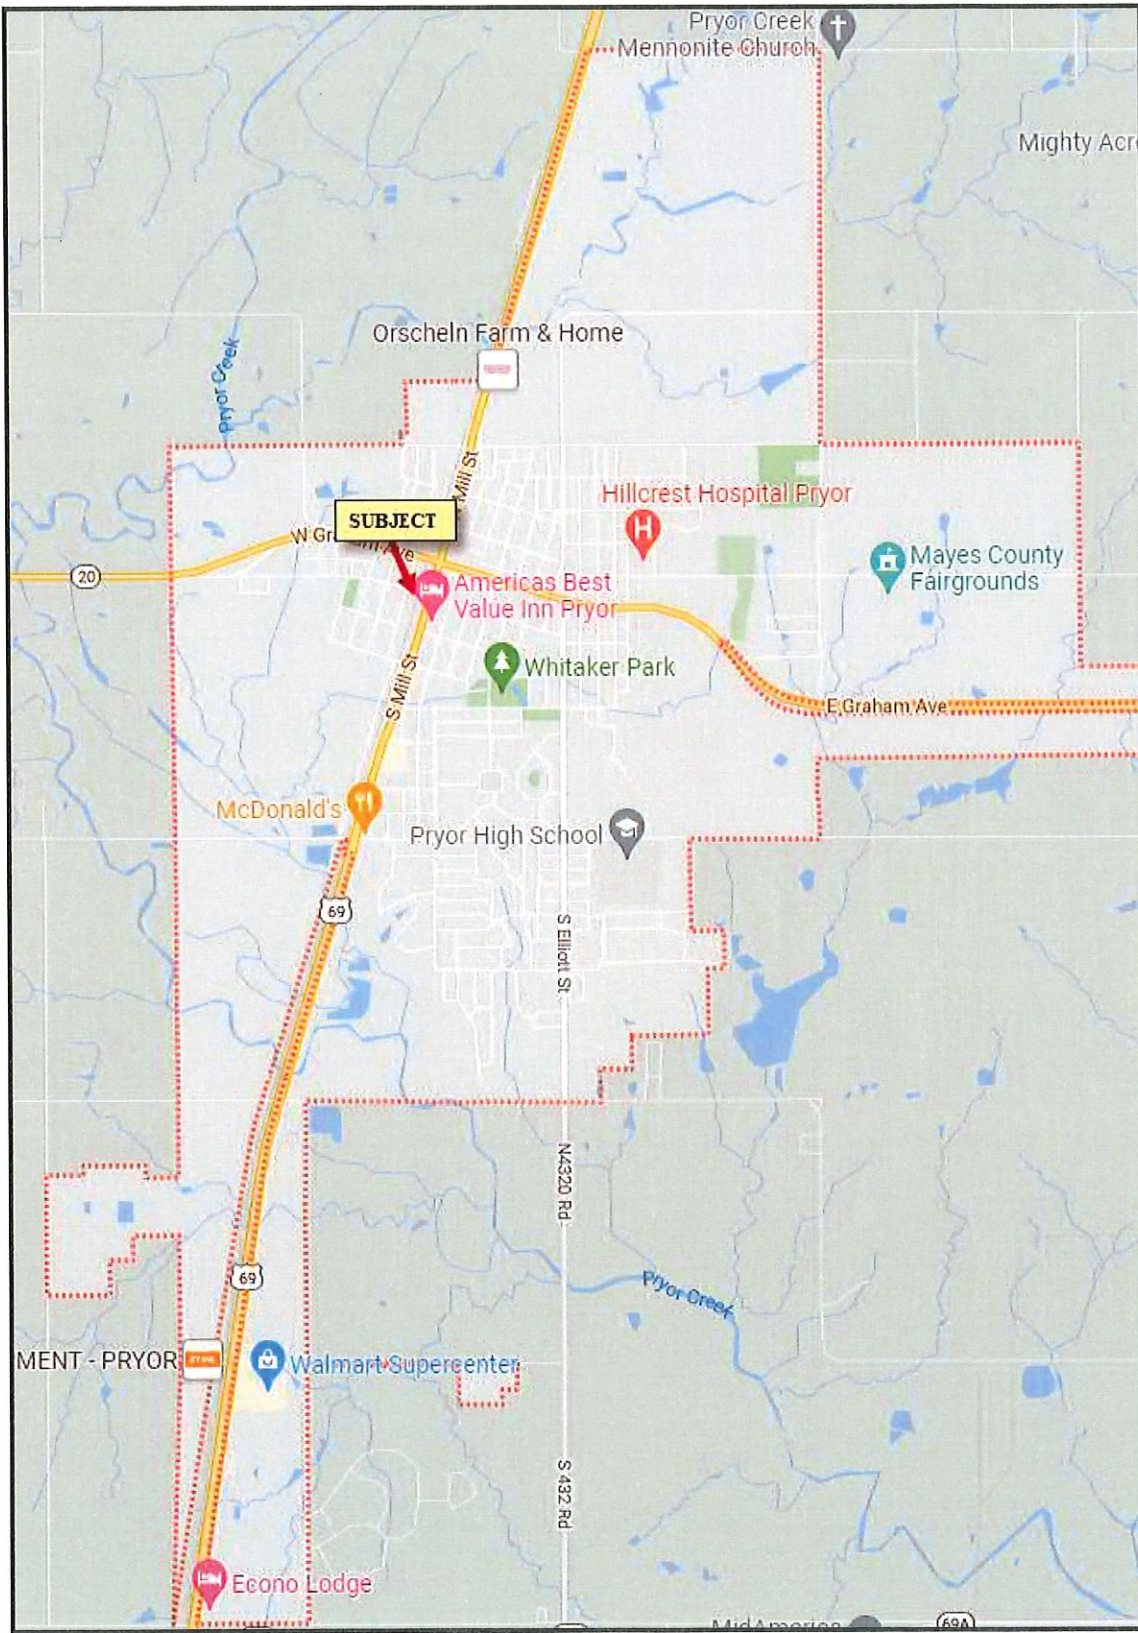 Pryor Creek
Mennonite Church
Mighty Acr
Orscheln Farm & Home
Pryor Creek
Mill St
Hillcrest Hospital Pryor
SUBJECT
W Gr
m Ave
20
Americas Best
Value Inn Pryor
Mayes County
Fairgrounds
Whitaker Park
S Mill St
E Graham Ave
McDonald's
Pryor High School
69
S Elliott St
N4320 Rd
69
Pryor Creek
MENT - PRYOR
Walmart Supercenter
S 432 Rd
Econo Lodge
MidAmerica
69A